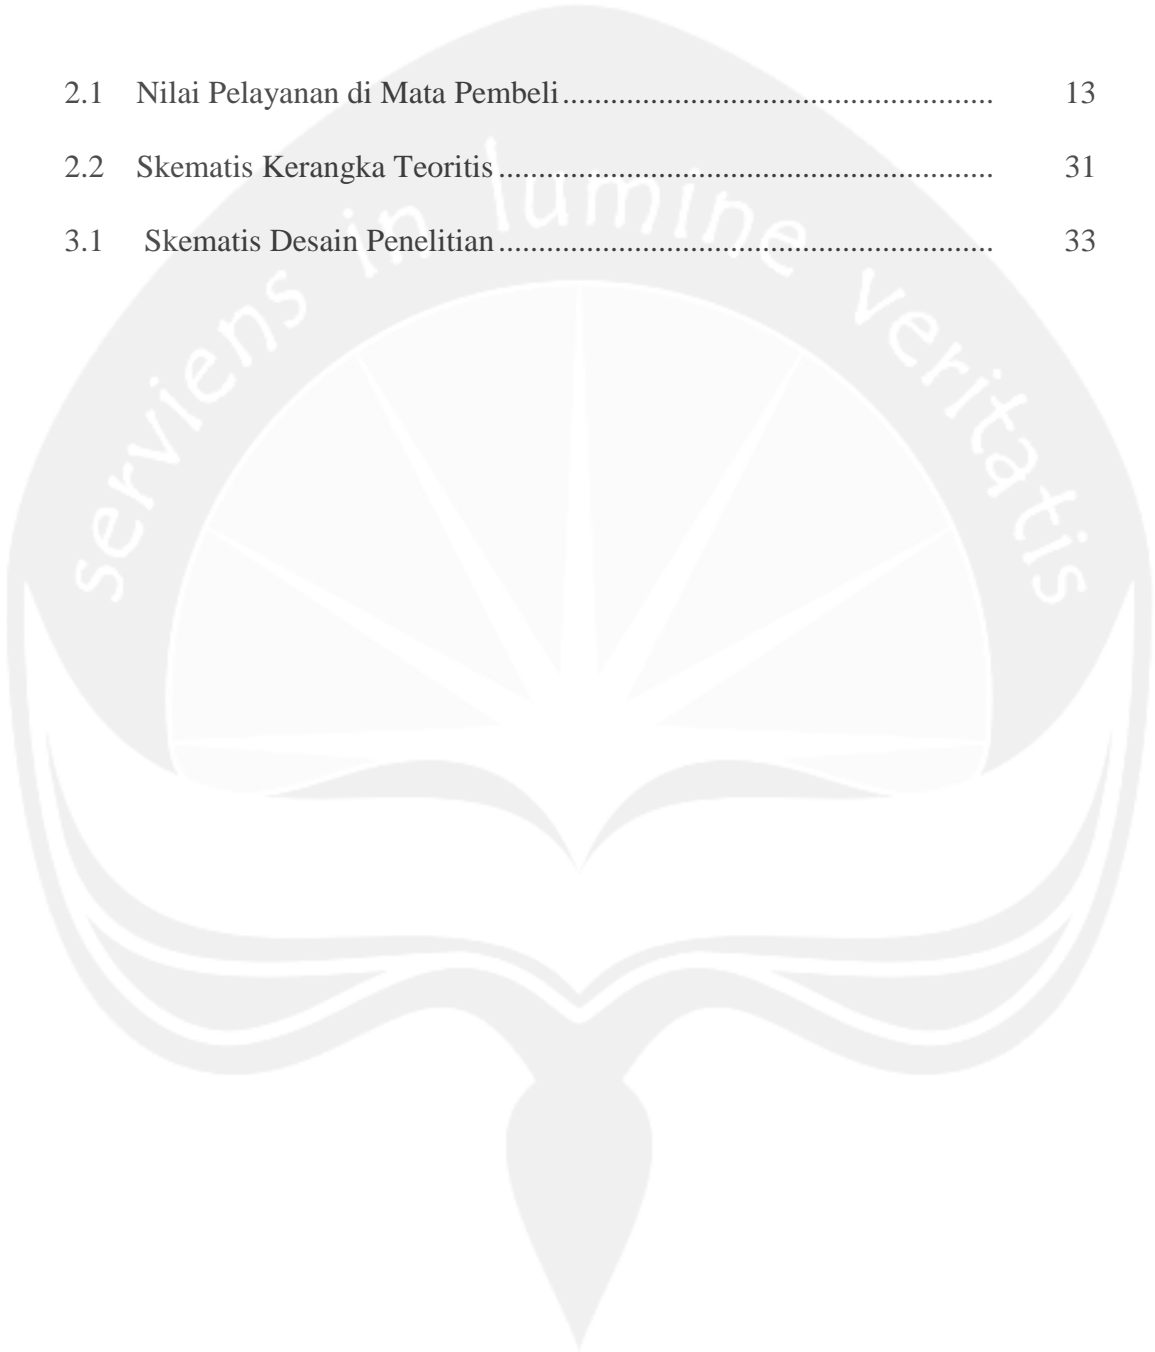 2.1 Nilai Pelayanan di Mata Pembeli...................................................... 13
2.2 Skematis Kerangka Teoritis.............................................................. 31
3.1 Skematis Desain Penelitian.............................................................. 33
serviens in lumine veritatis